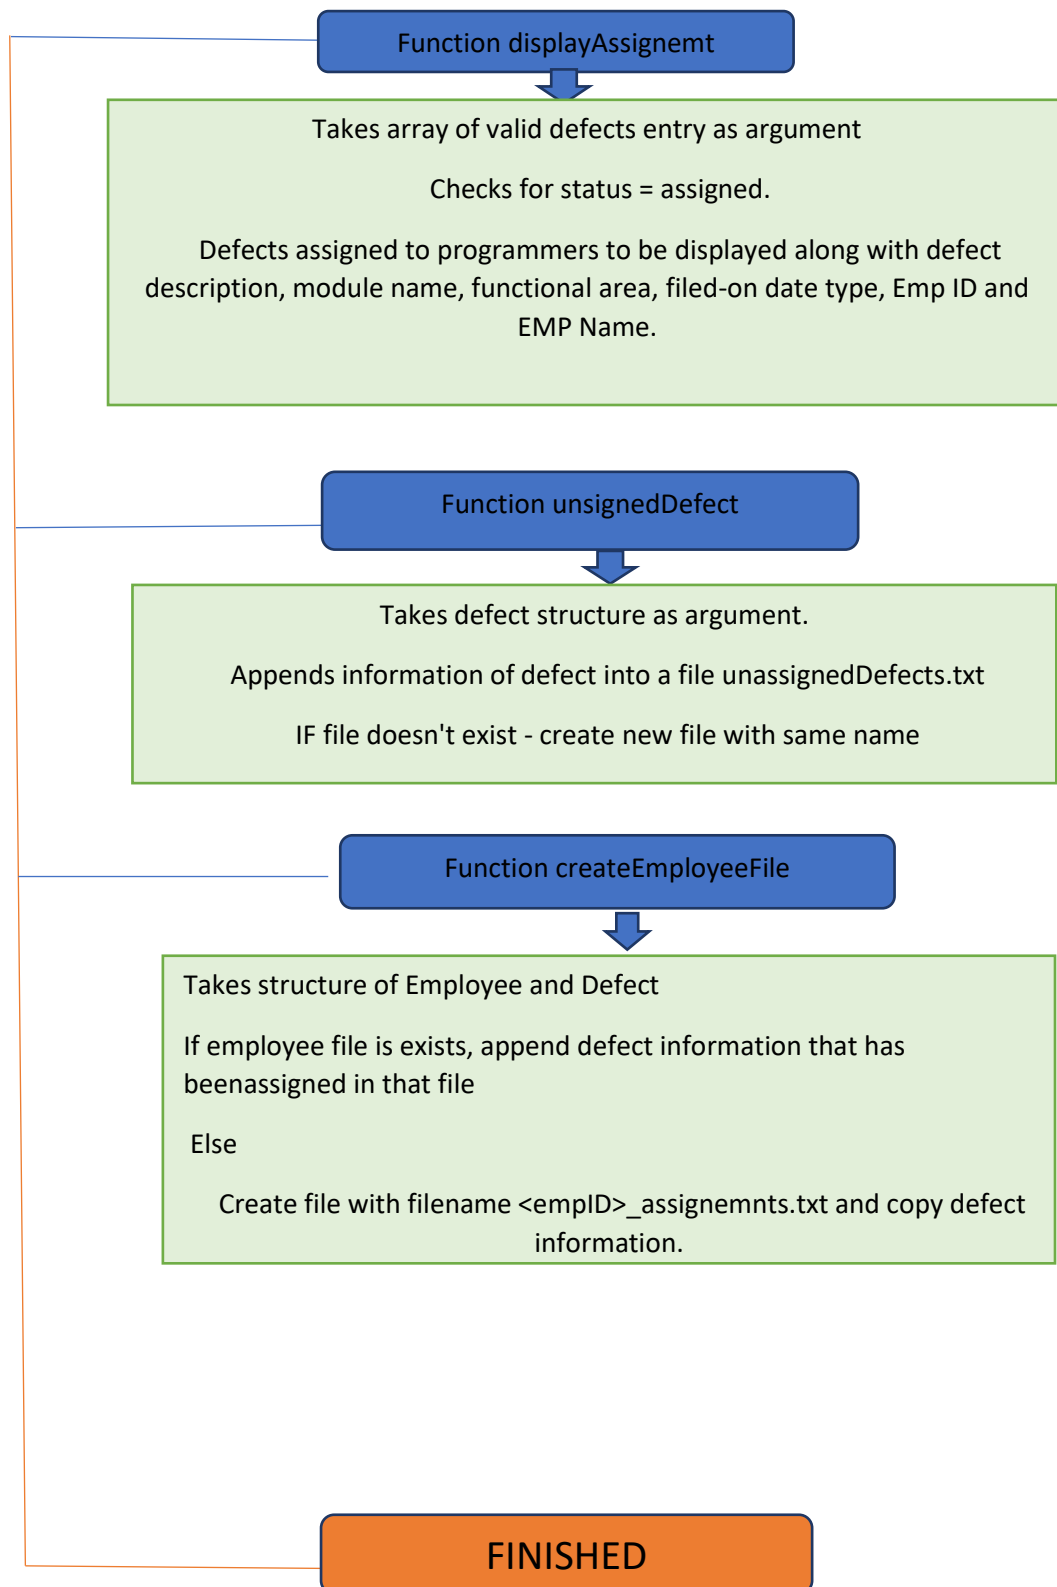 Function displayAssignemt
Takes array of valid defects entry as argument
Checks for status = assigned.
Defects assigned to programmers to be displayed along with defect
description, module name, functional area, filed-on date type, Emp ID and
EMP Name.
Function unsignedDefect
Takes defect structure as argument.
Appends information of defect into a file unassignedDefects.txt
IF file doesn't exist - create new file with same name
Function createEmployeeFile
Takes structure of Employee and Defect
If employee file is exists, append defect information that has
beenassigned in that file
Else
Create file with filename <empID>_assignemnts.txt and copy defect
information.
FINISHED